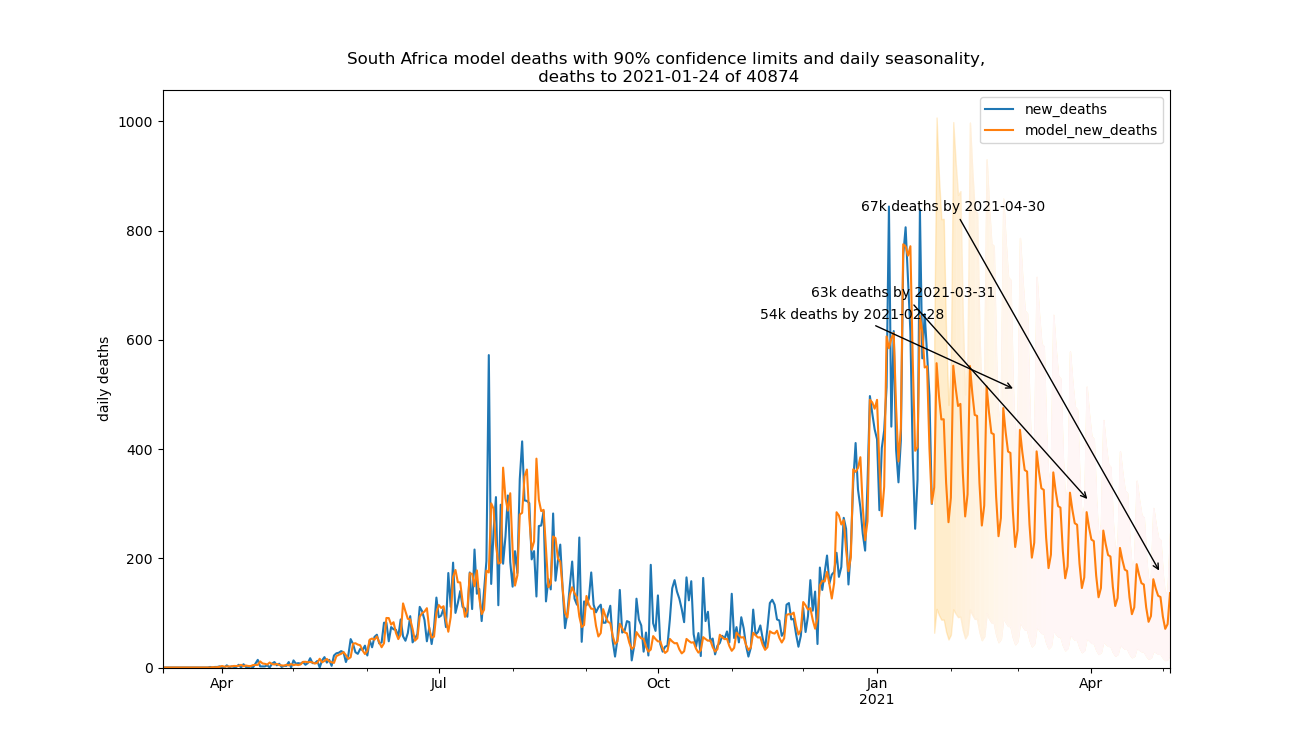 South Africa model deaths with 90% confidence limits and daily seasonality,
deaths to 2021-01-24 of 40874
new_deaths
model_new_deaths
1000
800
600
400
200
0
daily deaths
67k deaths by 2021-04-30
63k deaths by 2021-03-31
54k deaths by 2021-02-28
Apr
Jul
Oct
Jan
2021
Apr